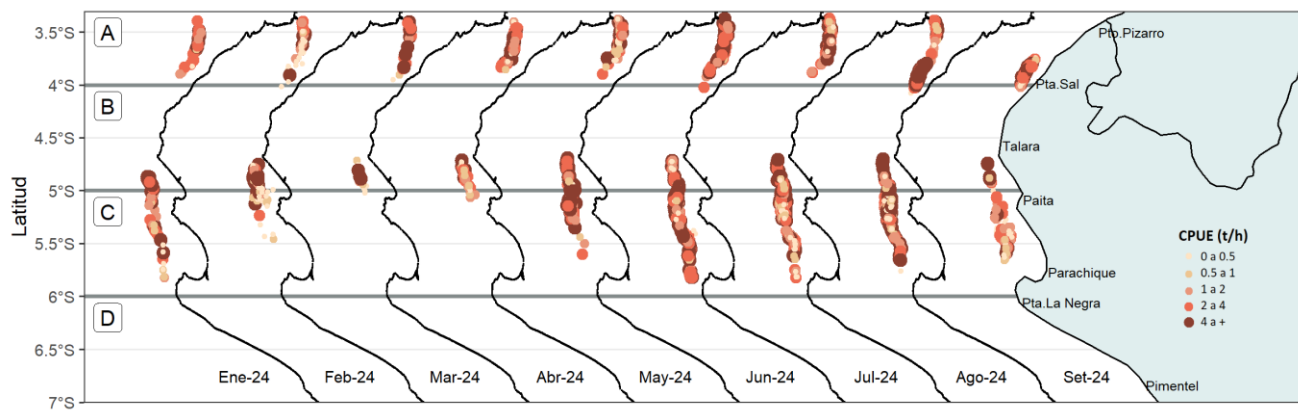 Latitud
3.5°S
4°S
4.5°S
5°S
5.5°S
6°S
6.5°S
7°S
A
B
C
D
Pto.Pizarro
Pta.Sal
Talara
Paita
Parachique
Pta.La Negra
Pimentel
CPUE (t/h)
0 a 0.5
0.5 a 1
1 a 2
2 a 4
4 a +
Ene-24 Feb-24 Mar-24 Abr-24 May-24 Jun-24 Jul-24 Ago-24 Set-24